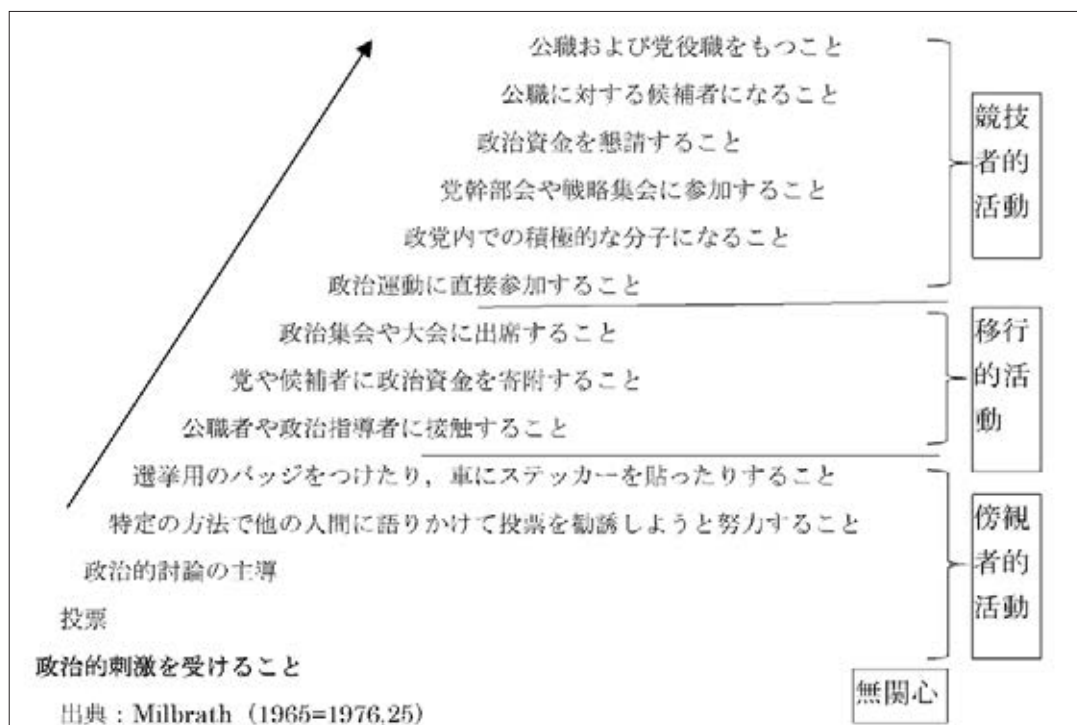 公職および党役職をもつこと
公職に対する候補者になること
政治資金を懇請すること
党幹部会や戦略集会に参加すること
政党内での積極的な分子になること
政治運動に直接参加すること
競技
者的
活動
政治集会や大会に出席すること
党や候補者に政治資金を寄附すること
公職者や政治指導者に接触すること
移行
的活
動
選挙用のバッジをつけたり，車にステッカーを貼ったりすること
特定の方法で他の人間に語りかけて投票を勧誘しようと努力すること
政治的討論の主導
投票
政治的刺激を受けること
傍観
者的
活動
無関心
出典：Milbrath（1965=1976,25）